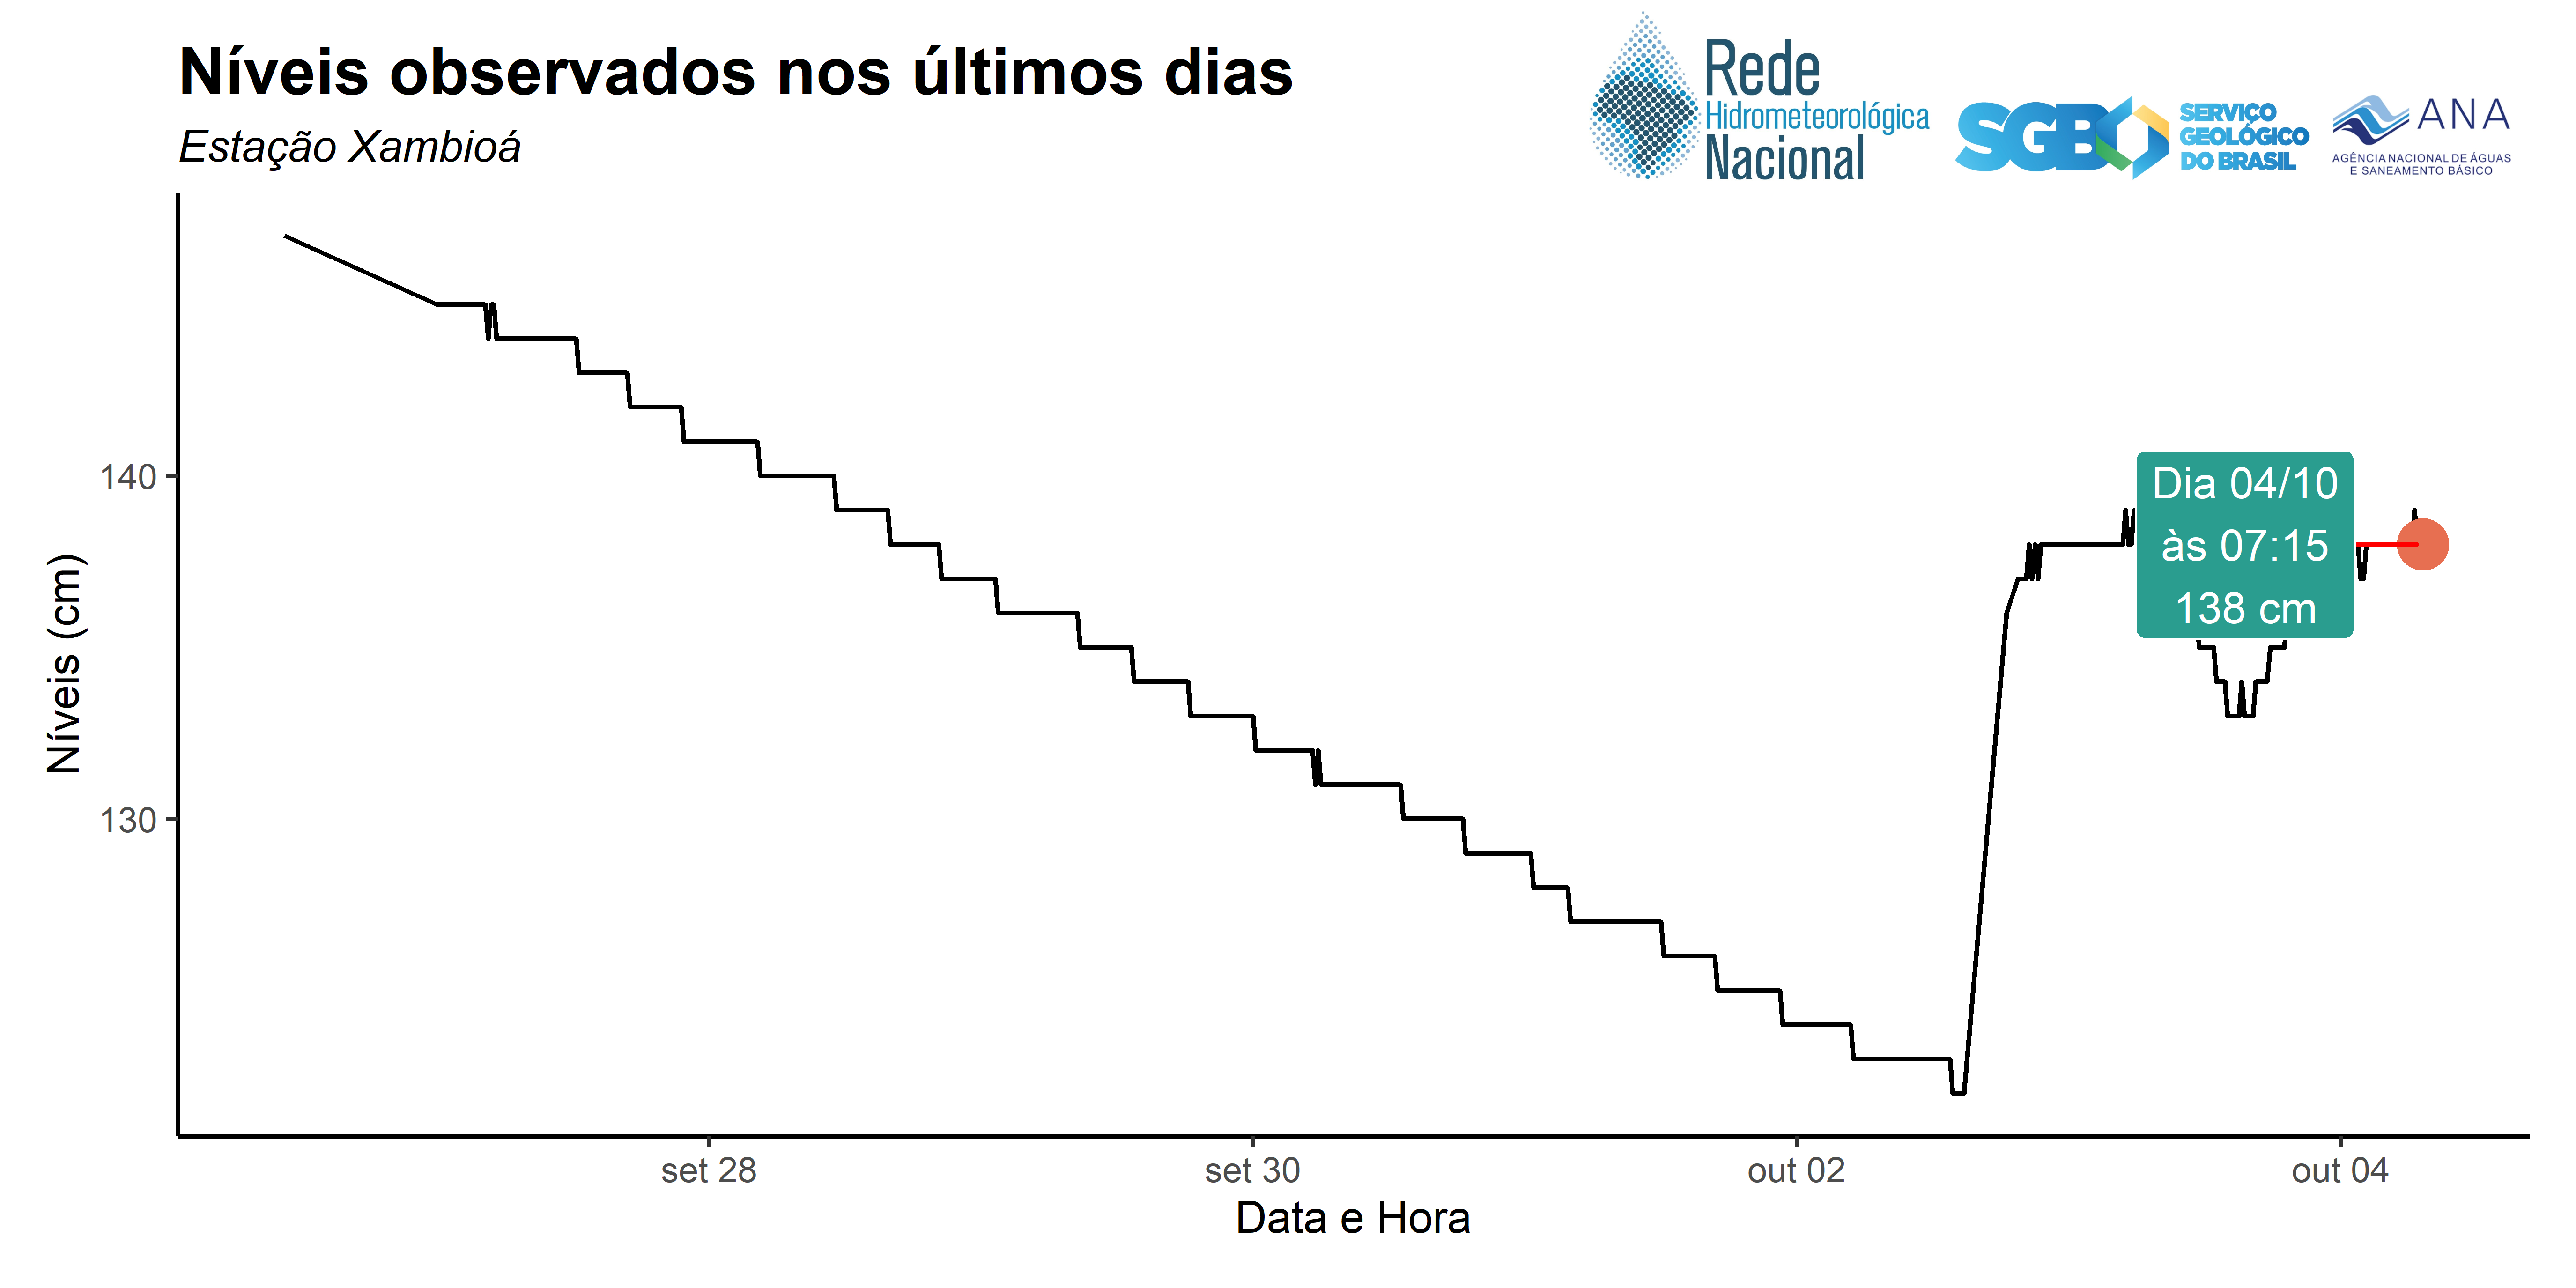 Níveis observados nos últimos dias
Estação Xambioá
Rede
Hidrometeorológica
Nacional
SGB
SERVIÇO
GEOLÓGICO
DO BRASIL
ANA
AGÊNCIA NACIONAL DE ÁGUAS
E SANEAMENTO BÁSICO
Níveis (cm)
140
130
Dia 04/10
às 07:15
138 cm
set 28
set 30
out 02
out 04
Data e Hora